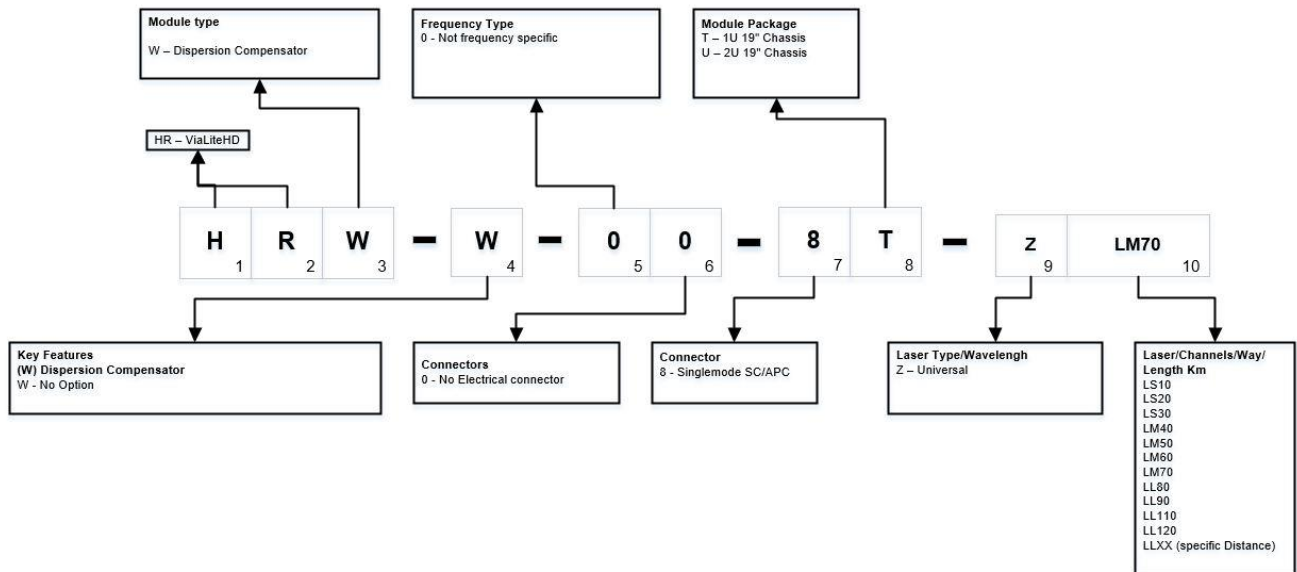 Module type
W – Dispersion Compensator
Frequency Type
0 - Not frequency specific
Module Package
T – 1U 19" Chassis
U – 2U 19" Chassis
HR – ViaLiteHD
H R W – W – 0 0 – 8 T – Z LM70
1 2 3 4 5 6 7 8 9 10
Key Features
(W) Dispersion Compensator
W - No Option
Connectors
0 - No Electrical connector
Connector
8 - Singlemode SC/APC
Laser Type/Wavelengh
Z – Universal
Laser/Channels/Way/
Length Km
LS10
LS20
LS30
LM40
LM50
LM60
LM70
LL80
LL90
LL110
LL120
LLXX (specific Distance)